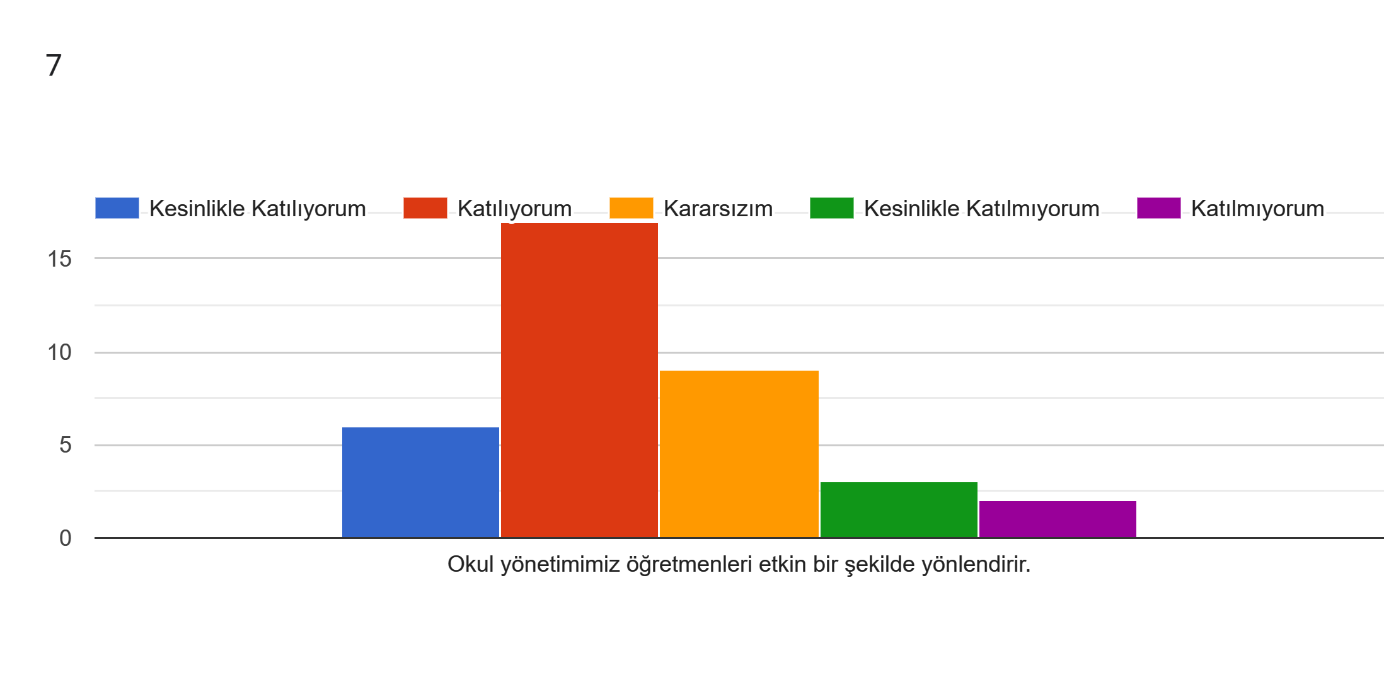 7
Kesinlikle Katılıyorum Katılıyorum Kararsızım Kesinlikle Katılmıyorum Katılmıyorum
15
10
5
0
Okul yönetimimiz öğretmenleri etkin bir şekilde yönlendirir.